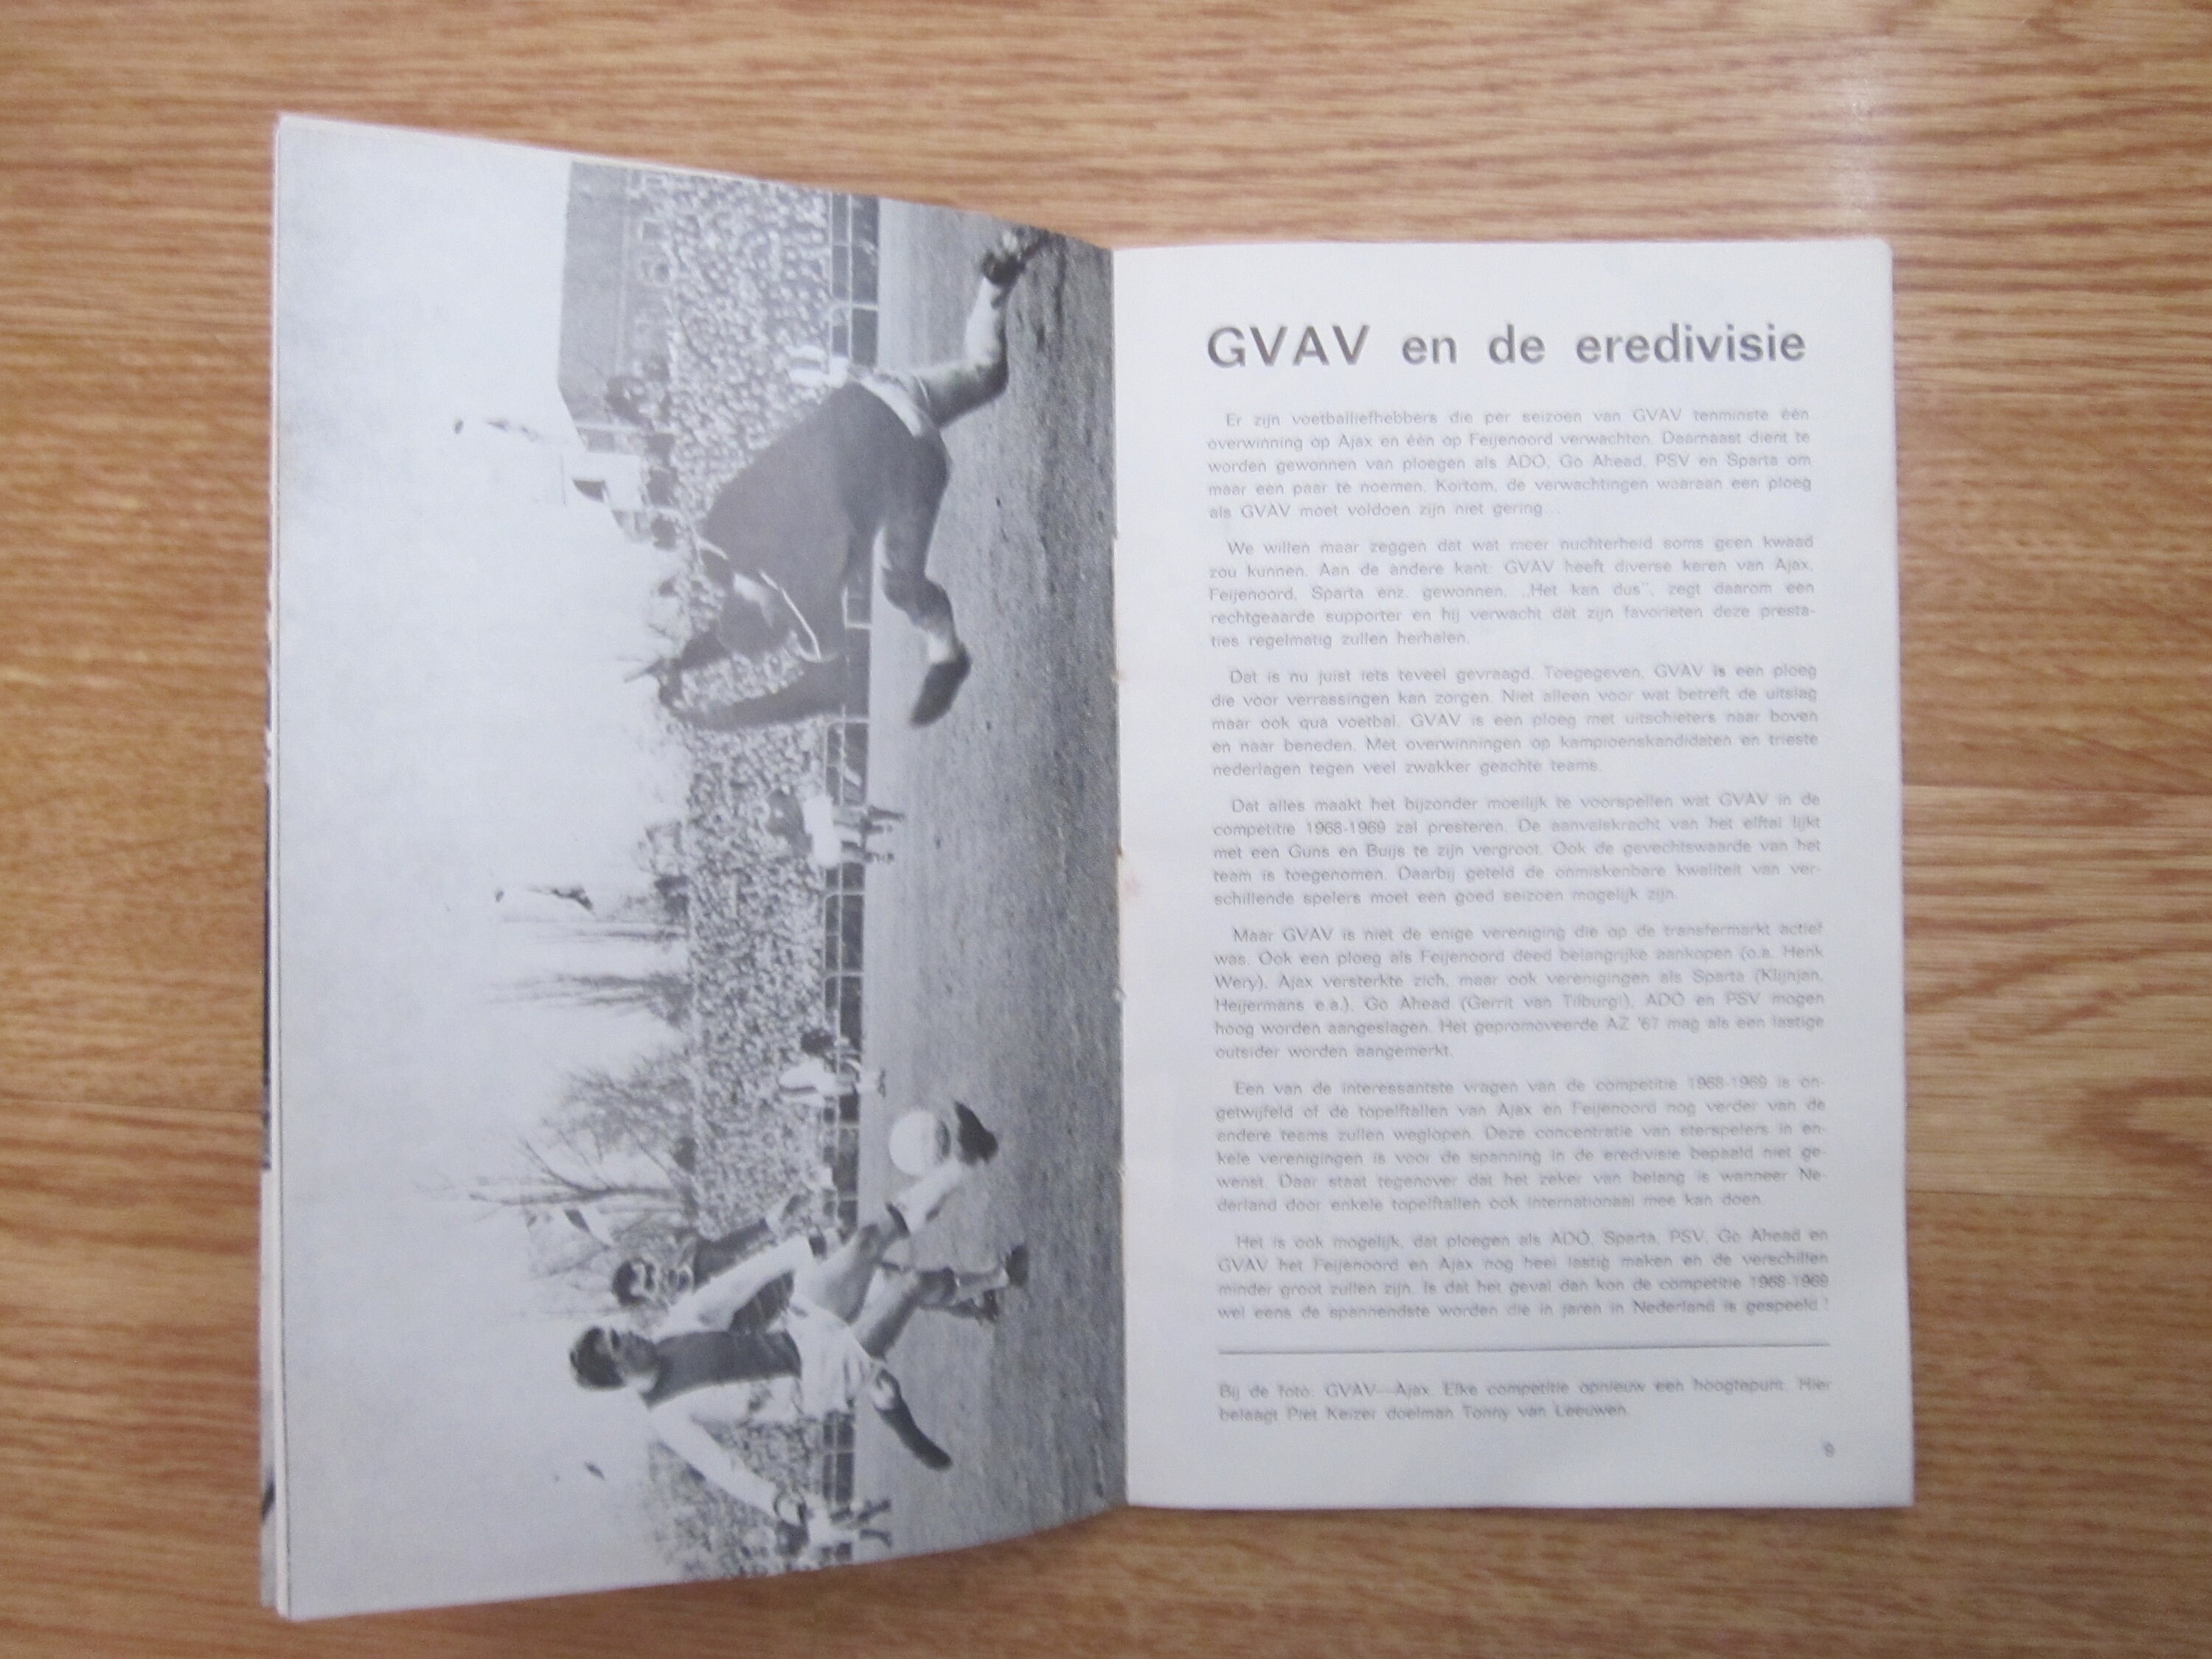 GVAV en de eredivisie
Er zijn voetballiefhebbers die per seizoen van GVAV tenminste één
overwinning op Ajax en één op Feijenoord verwachten. Daarnaast dient te
worden gewonnen van ploegen als ADO, Go Ahead, PSV en Sparta om
maar een paar te noemen. Kortom, de verwachtingen waaraan een ploeg
als GVAV moet voldoen zijn niet gering...
We willen maar zeggen dat wat meer nuchterheid soms geen kwaad
zou kunnen. Aan de andere kant: GVAV heeft diverse keren van Ajax,
Feijenoord, Sparta enz. gewonnen. „Het kan dus", zegt daarom een
rechtgeaarde supporter en hij verwacht dat zijn favorieten deze presta-
ties regelmatig zullen herhalen.
Dat is nu juist iets teveel gevraagd. Toegegeven, GVAV is een ploeg
die voor verrassingen kan zorgen. Niet alleen voor wat betreft de uitslag
maar ook qua voetbal. GVAV is een ploeg met uitschieters naar boven
en naar beneden. Met overwinningen op kampioenskandidaten en trieste
nederlagen tegen veel zwakker geachte teams.
Dat alles maakt het bijzonder moeilijk te voorspellen wat GVAV in de
competitie 1968-1969 zal presteren. De aanvalskracht van het elftal lijkt
met een Guns en Buijs te zijn vergroot. Ook de gevechtswaarde van het
team is toegenomen. Daarbij geteld de onmiskenbare kwaliteit van ver-
schillende spelers moet een goed seizoen mogelijk zijn.
Maar GVAV is niet de enige vereniging die op de transfermarkt actief
was. Ook een ploeg als Feijenoord deed belangrijke aankopen (o.a. Henk
Wery), Ajax versterkte zich, maar ook verenigingen als Sparta (Klijnjan,
Heijermans e.a.), Go Ahead (Gerrit van Tilburg!), ADO en PSV mogen
hoog worden aangeslagen. Het gepromoveerde AZ '67 mag als een lastige
outsider worden aangemerkt.
Een van de interessantste vragen van de competitie 1968-1969 is on-
getwijfeld of de topelftallen van Ajax en Feijenoord nog verder van de
andere teams zullen weglopen. Deze concentratie van sterspelers in en-
kele verenigingen is voor de spanning in de eredivisie bepaald niet ge-
wenst. Daar staat tegenover dat het zeker van belang is wanneer Ne-
derland door enkele topelftallen ook internationaal mee kan doen.
Het is ook mogelijk, dat ploegen als ADO, Sparta, PSV, Go Ahead en
GVAV het Feijenoord en Ajax nog heel lastig maken en de verschillen
minder groot zullen zijn. Is dat het geval dan kon de competitie 1968-1969
wel eens de spannendste worden die in jaren in Nederland is gespeeld !
Bij de foto: GVAV—Ajax. Elke competitie opnieuw een hoogtepunt. Hier
belaagt Piet Keizer doelman Tonny van Leeuwen.
9